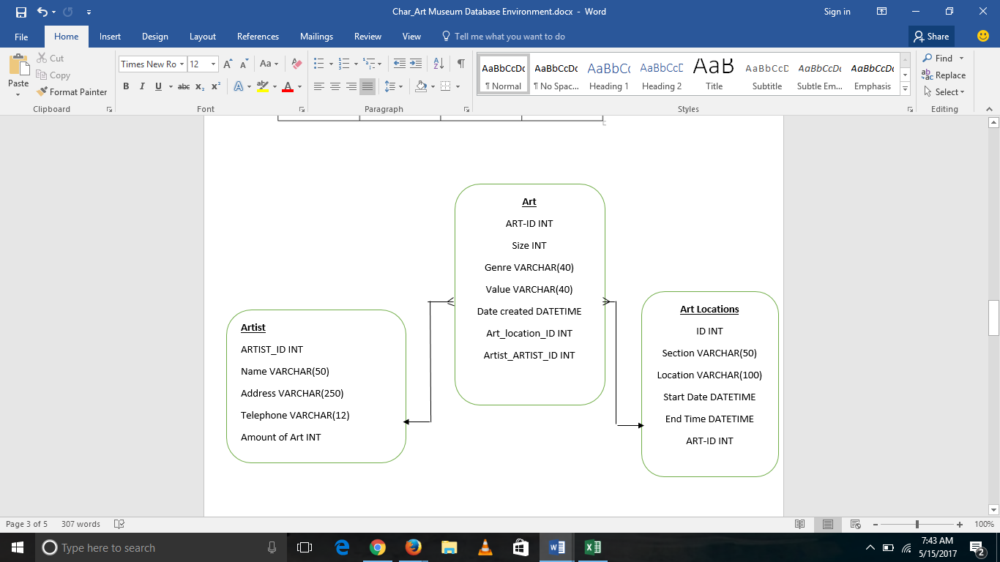 Char_Art Museum Database Environment.docx - Word
Sign in
File
Home
Insert
Design
Layout
References
Mailings
Review
View
Tell me what you want to do
Share
Paste
Cut
Copy
Format Painter
Clipboard
Times New Ro
12
A A Aa
B I U abc x₂ x²
A ab A
Font
Paragraph
AaBbCcDc AaBbCcDc AaBbCc AaBbCcD AaB AaBbCcD AaBbCcDc AaBbCcDc
¶ Normal ¶ No Spac... Heading 1 Heading 2 Title Subtitle Subtle Em... Emphasis
Styles
Find
Replace
Select
Editing
Art
ART-ID INT
Size INT
Genre VARCHAR(40)
Value VARCHAR(40)
Date created DATETIME
Art_location_ID INT
Artist_ARTIST_ID INT
Artist
ARTIST_ID INT
Name VARCHAR(50)
Address VARCHAR(250)
Telephone VARCHAR(12)
Amount of Art INT
Art Locations
ID INT
Section VARCHAR(50)
Location VARCHAR(100)
Start Date DATETIME
End Time DATETIME
ART-ID INT
Page 3 of 5
307 words
100%
Type here to search
7:43 AM
5/15/2017
2